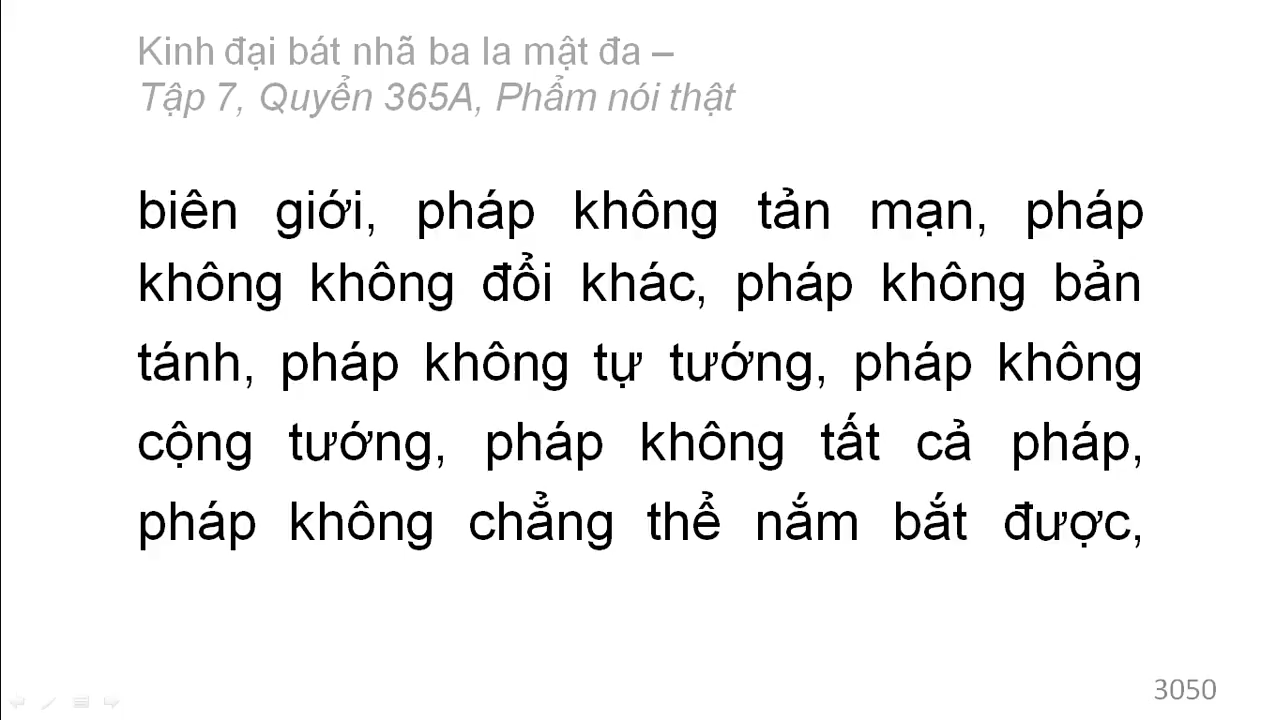 Kinh đại bát nhã ba la mật đa –
Tập 7, Quyển 365A, Phẩm nói thật
biên giới, pháp không tản mạn, pháp
không không đổi khác, pháp không bản
tánh, pháp không tự tướng, pháp không
cộng tướng, pháp không tất cả pháp,
pháp không chẳng thể nắm bắt được,
3050